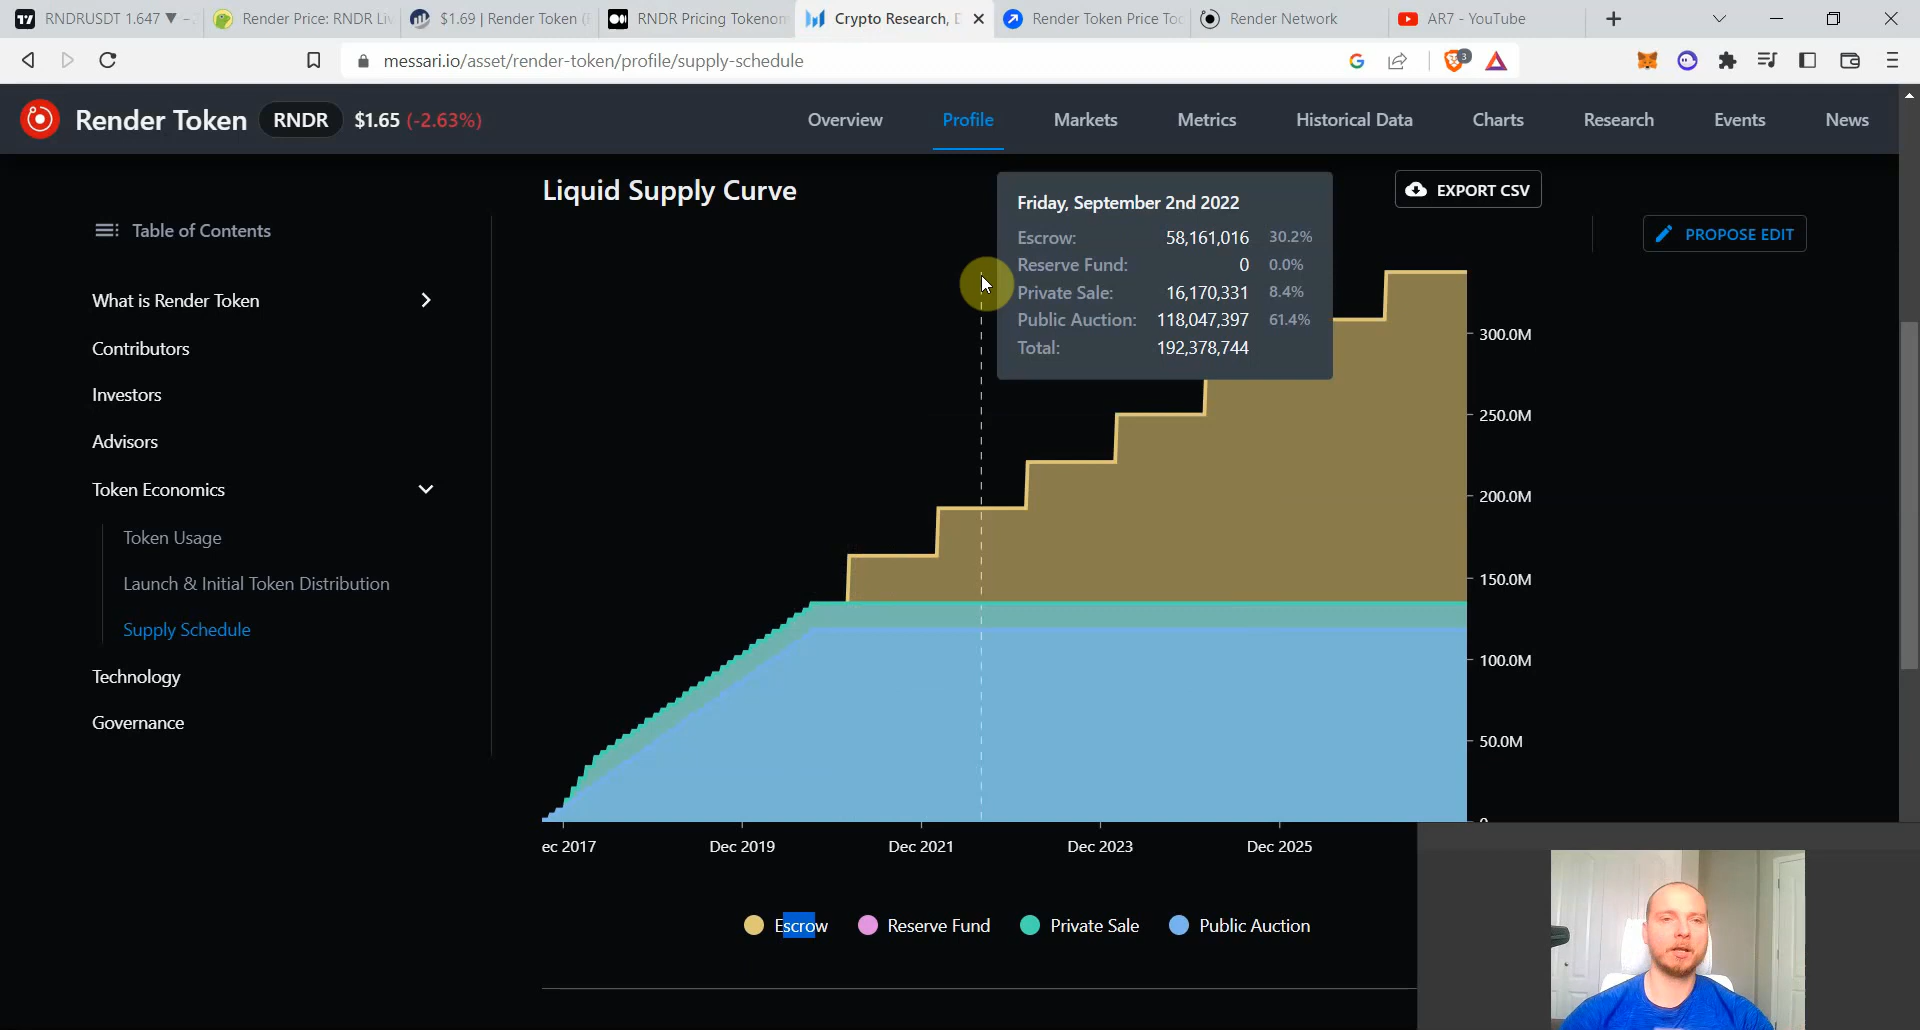 RNDRUSDT 1.647 ▼ -
Render Price: RNDR Liv
$1.69 | Render Token (
RNDR Pricing Tokenom
Crypto Research, 
Render Token Price Toc
Render Network
AR7 - YouTube
messari.io/asset/render-token/profile/supply-schedule
3
Render Token
RNDR
$1.65 (-2.63%)
Overview
Profile
Markets
Metrics
Historical Data
Charts
Research
Events
News
Table of Contents
What is Render Token
Contributors
Investors
Advisors
Token Economics
Token Usage
Launch & Initial Token Distribution
Supply Schedule
Technology
Governance
Liquid Supply Curve
EXPORT CSV
PROPOSE EDIT
Friday, September 2nd 2022
Escrow: 58,161,016 30.2%
Reserve Fund: 0 0.0%
Private Sale: 16,170,331 8.4%
Public Auction: 118,047,397 61.4%
Total: 192,378,744
300.0M
250.0M
200.0M
150.0M
100.0M
50.0M
ec 2017
Dec 2019
Dec 2021
Dec 2023
Dec 2025
Escrow
Reserve Fund
Private Sale
Public Auction